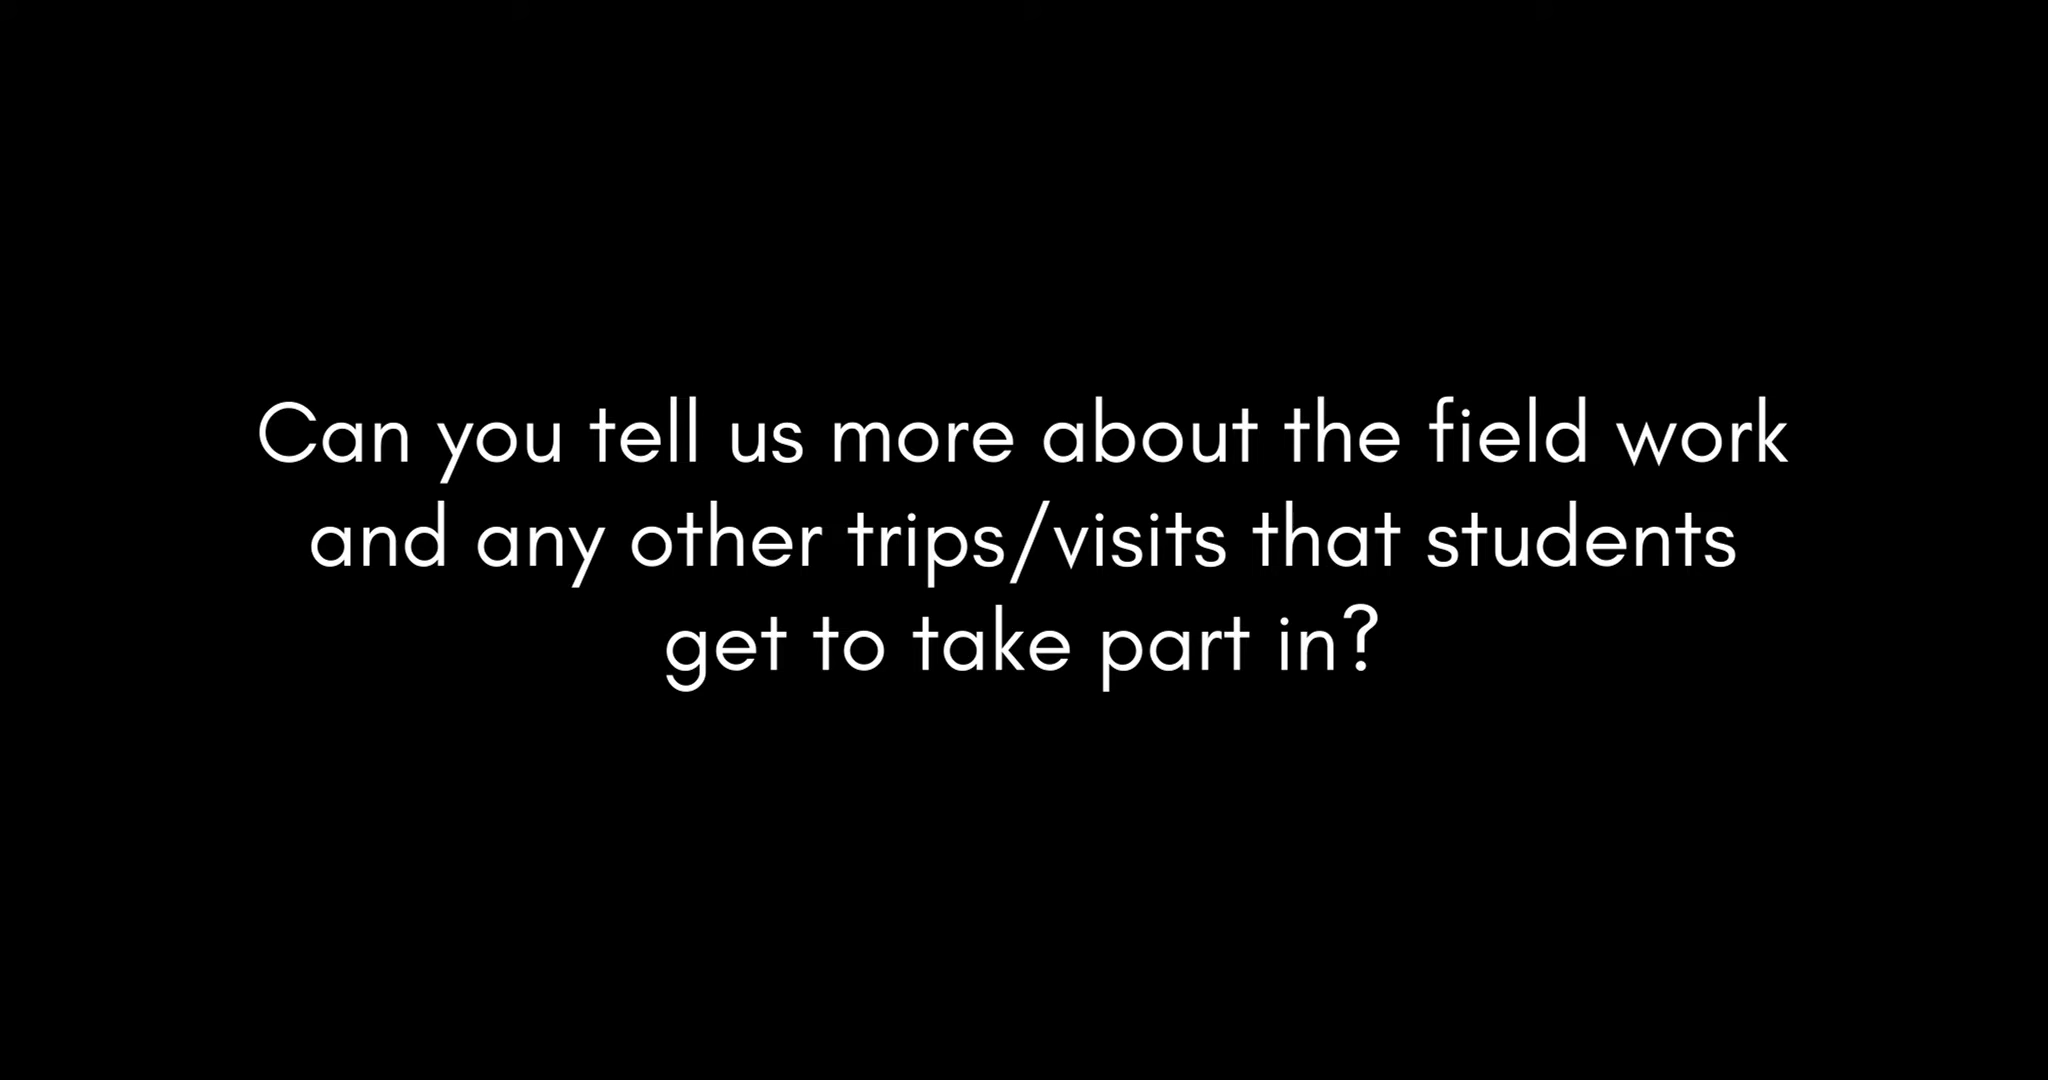 Can you tell us more about the field work
and any other trips/visits that students
get to take part in?